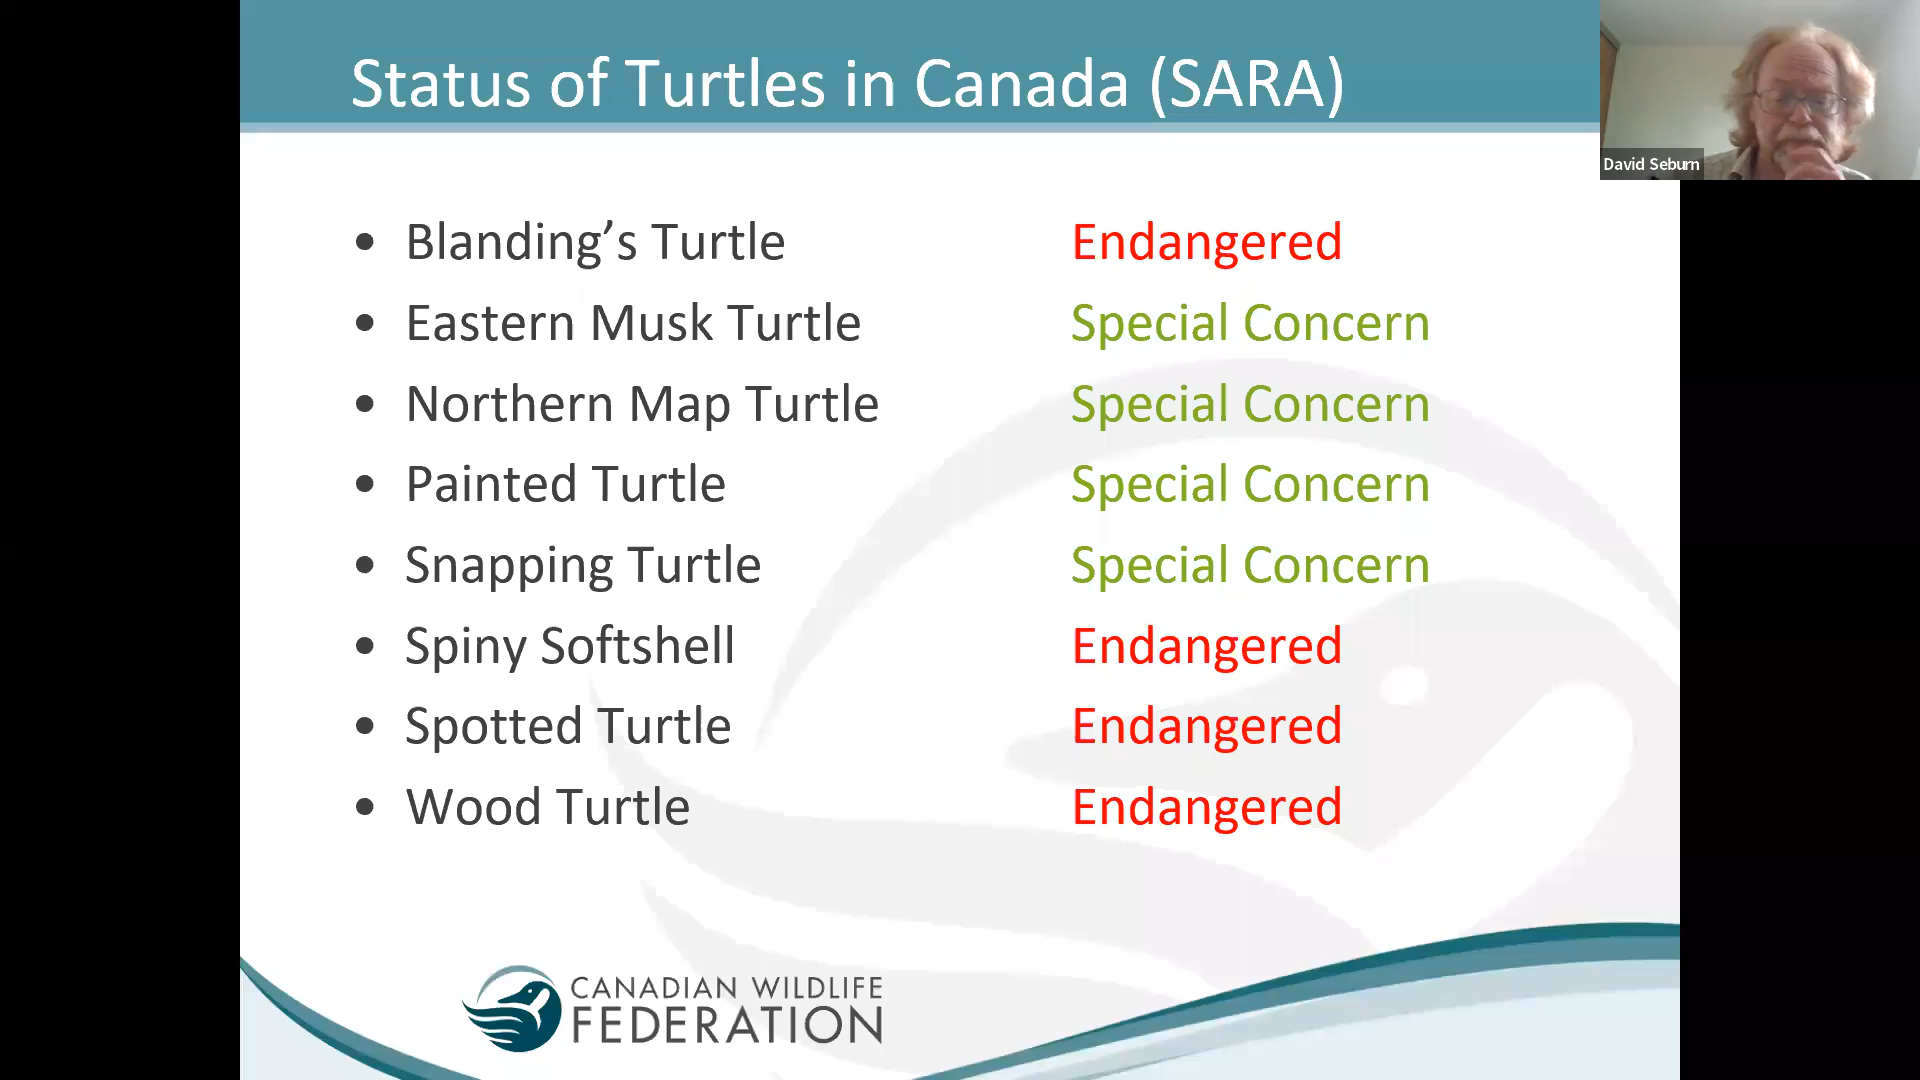 Status of Turtles in Canada (SARA)
David Seburn
• Blanding’s Turtle Endangered
• Eastern Musk Turtle Special Concern
• Northern Map Turtle Special Concern
• Painted Turtle Special Concern
• Snapping Turtle Special Concern
• Spiny Softshell Endangered
• Spotted Turtle Endangered
• Wood Turtle Endangered
CANADIAN WILDLIFE
FEDERATION